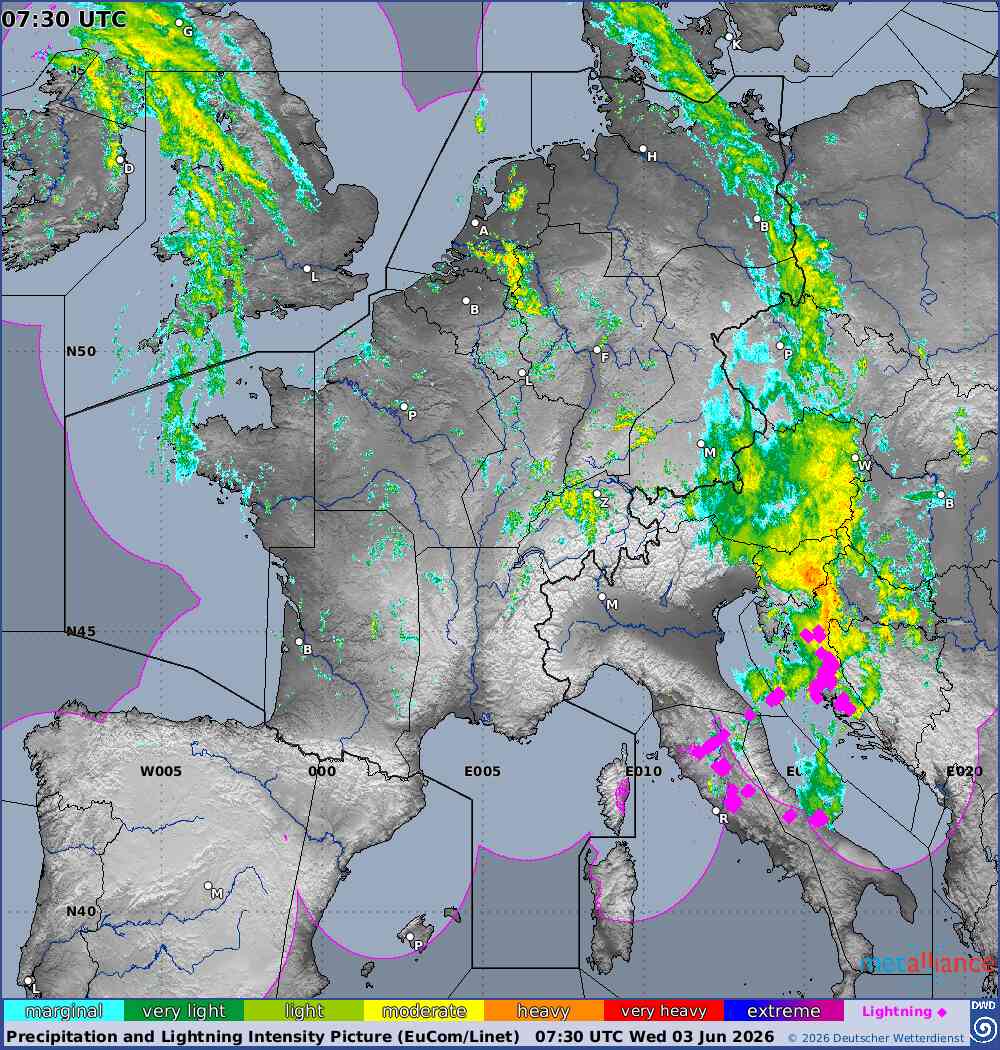 07:30 UTC
G
K
D
H
A
B
L
B
N50
F
P
L
P
M
W
Z
B
M
N45
B
W005
000
E005
E010
E020
R
M
N40
P
L
metalliance
marginal
very light
light
moderate
heavy
very heavy
extreme
Lightning
DWD
Precipitation and Lightning Intensity Picture (EuCom/Linet) 07:30 UTC Wed 03 Jun 2026 © 2026 Deutscher Wetterdienst